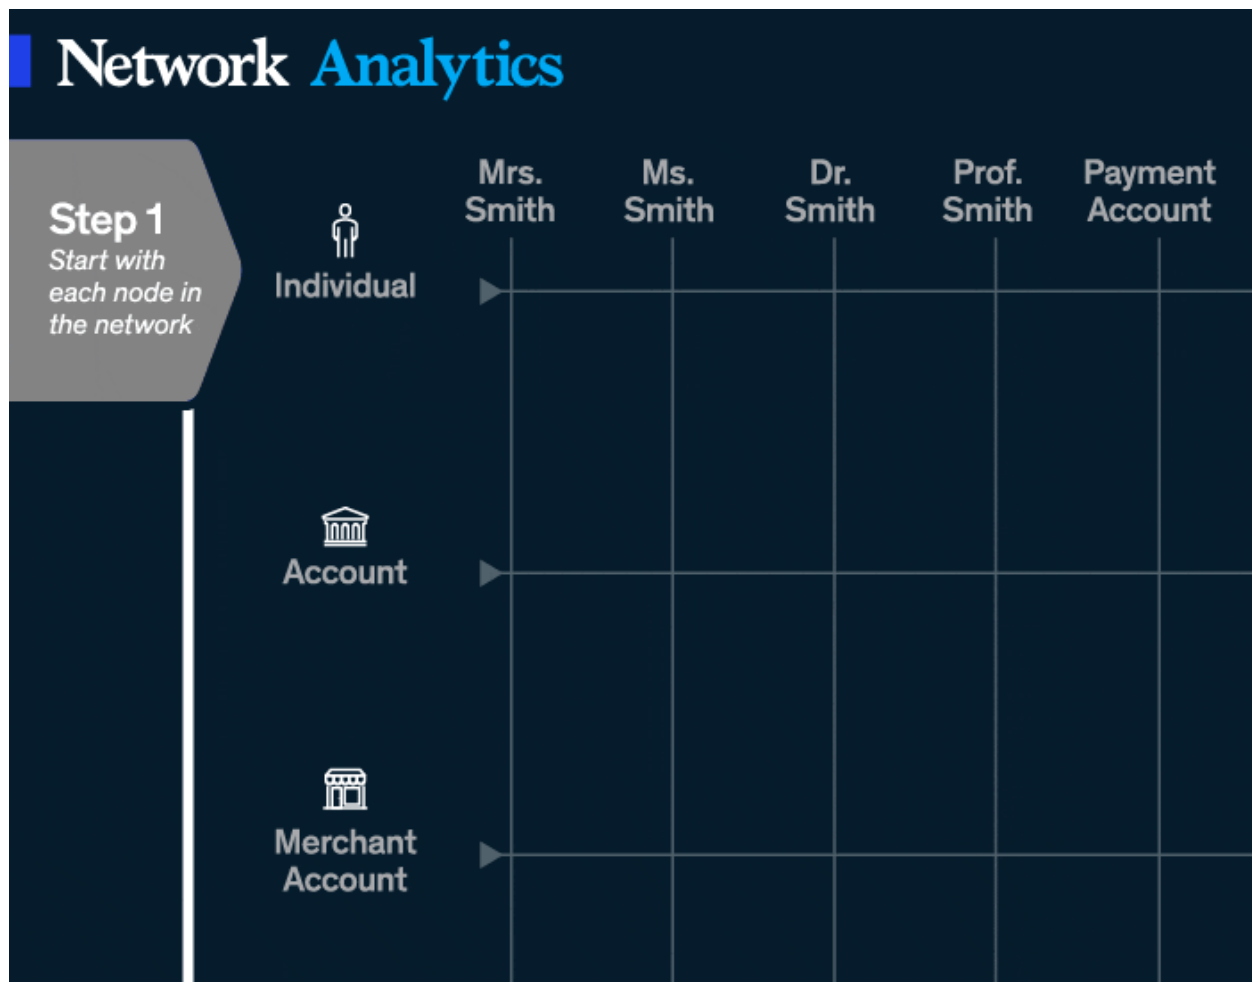 Network Analytics
Step 1
Start with
each node in
the network
Individual
Mrs.
Smith
Ms.
Smith
Dr.
Smith
Prof.
Smith
Payment
Account
Account
Merchant
Account